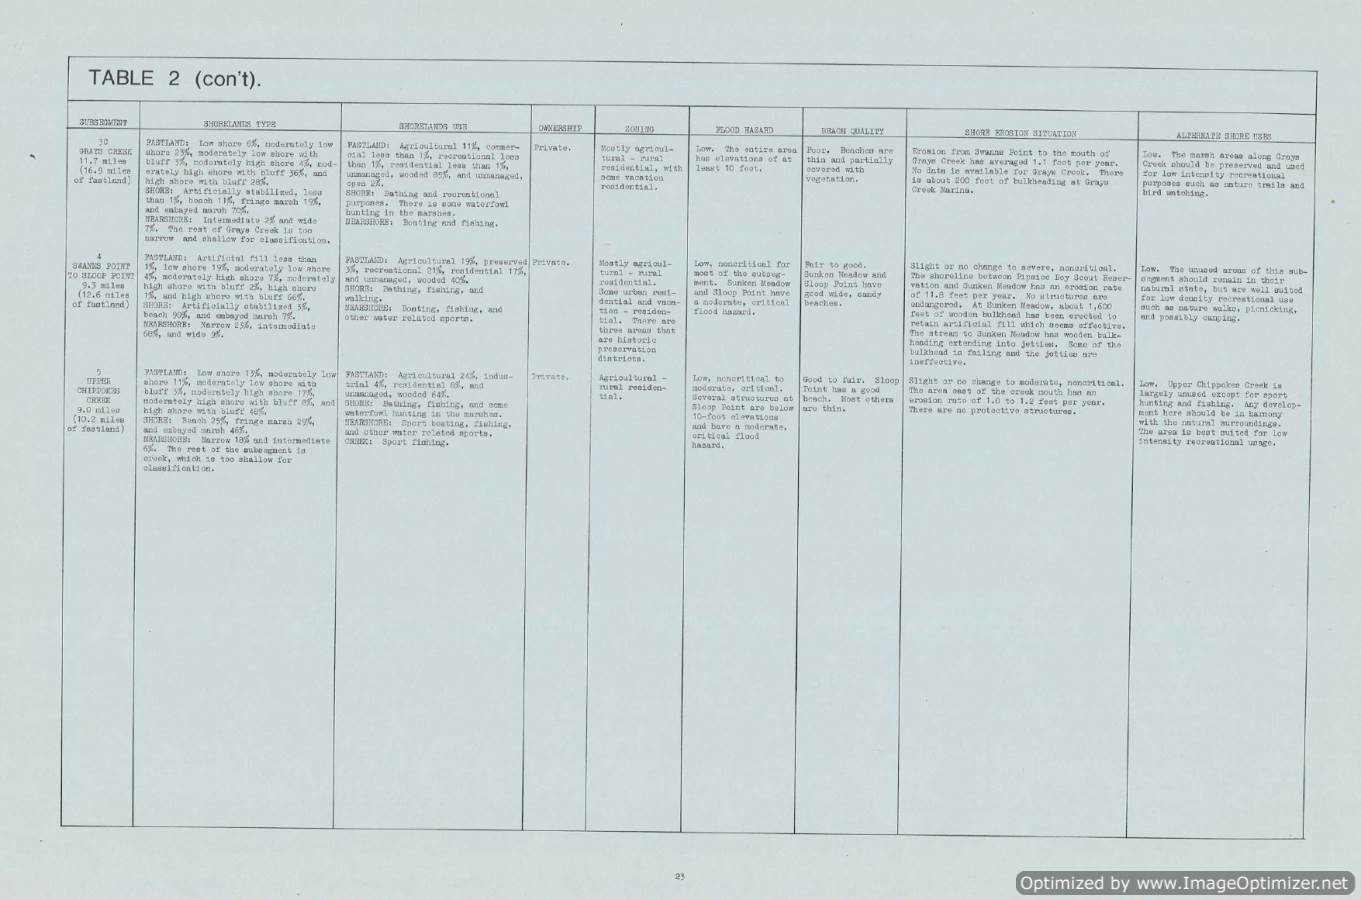 TABLE 2 (con't).
SUBSEGMENT
SHORELANDS TYPE
SHORELANDS USE
OWNERSHIP
ZONING
FLOOD HAZARD
BEACH QUALITY
SHORE EROSION SITUATION
ALTERNATE SHORE USES
3C
GRAYS CREEK
11.7 miles
(16.9 miles
of fastland)
FASTLAND: Low shore 6%, moderately low
shore 23%, moderately low shore with
bluff 3%, moderately high shore 4%, mod-
erately high shore with bluff 36%, and
high shore with bluff 28%.
SHORE: Artificially stabilized, less
than 1%, beach 11%, fringe marsh 19%,
and embayed marsh 70%.
NEARSHORE: Intermediate 2% and wide
7%. The rest of Grays Creek is too
narrow and shallow for classification.
FASTLAND: Agricultural 11%, commer-
cial less than 1%, recreational less
than 1%, residential less than 1%,
unmanaged, wooded 85%, and unmanaged,
open 2%.
SHORE: Bathing and recreational
purposes. There is some waterfowl
hunting in the marshes.
NEARSHORE: Boating and fishing.
Private.
Mostly agricul-
tural - rural
residential, with
some vacation
residential.
Low. The entire area
has elevations of at
least 10 feet.
Poor. Beaches are
thin and partially
covered with
vegetation.
Erosion from Swanns Point to the mouth of
Grays Creek has averaged 1.1 feet per year.
No data is available for Grays Creek. There
is about 200 feet of bulkheading at Grays
Creek Marina.
Low. The marsh areas along Grays
Creek should be preserved and used
for low intensity recreational
purposes such as nature trails and
bird watching.
4
SWANNS POINT
TO SLOOP POINT
9.3 miles
(12.6 miles
of fastland)
FASTLAND: Artificial fill less than
1%, low shore 19%, moderately low shore
4%, moderately high shore 7%, moderately
high shore with bluff 2%, high shore
1%, and high shore with bluff 66%.
SHORE: Artificially stabilized 3%,
beach 90%, and embayed marsh 7%.
NEARSHORE: Narrow 25%, intermediate
66%, and wide 9%.
FASTLAND: Agricultural 19%, preserved
3%, recreational 21%, residential 17%,
and unmanaged, wooded 40%.
SHORE: Bathing, fishing, and
walking.
NEARSHORE: Boating, fishing, and
other water related sports.
Private.
Mostly agricul-
tural - rural
residential.
Some urban resi-
dential and vaca-
tion - residen-
tial. There are
three areas that
are historic
preservation
districts.
Low, noncritical for
most of the subseg-
ment. Sunken Meadow
and Sloop Point have
a moderate, critical
flood hazard.
Fair to good.
Sunken Meadow and
Sloop Point have
good wide, sandy
beaches.
Slight or no change to severe, noncritical.
The shoreline between Pipsico Boy Scout Reser-
vation and Sunken Meadow has an erosion rate
of 11.8 feet per year. No structures are
endangered. At Sunken Meadow, about 1,600
feet of wooden bulkhead has been erected to
retain artificial fill which seems effective.
The stream to Sunken Meadow has wooden bulk-
heading extending into jetties. Some of the
bulkhead is failing and the jetties are
ineffective.
Low. The unused areas of this sub-
segment should remain in their
natural state, but are well suited
for low density recreational use
such as nature walks, picnicking,
and possibly camping.
5
UPPER
CHIPPOKES
CREEK
9.0 miles
(10.2 miles
of fastland)
FASTLAND: Low shore 13%, moderately low
shore 11%, moderately low shore with
bluff 3%, moderately high shore 17%,
moderately high shore with bluff 8%, and
high shore with bluff 48%.
SHORE: Beach 25%, fringe marsh 29%,
and embayed marsh 46%.
NEARSHORE: Narrow 18% and intermediate
6%. The rest of the subsegment is
creek, which is too shallow for
classification.
FASTLAND: Agricultural 24%, indus-
trial 4%, residential 8%, and
unmanaged, wooded 64%.
SHORE: Bathing, fishing, and some
waterfowl hunting in the marshes.
NEARSHORE: Sport boating, fishing,
and other water related sports.
CREEK: Sport fishing.
Private.
Agricultural -
rural residen-
tial.
Low, noncritical to
moderate, critical.
Several structures at
Sloop Point are below
10-foot elevations
and have a moderate,
critical flood
hazard.
Good to fair. Sloop
Point has a good
beach. Most others
are thin.
Slight or no change to moderate, noncritical.
The area east of the creek mouth has an
erosion rate of 1.0 to 1.2 feet per year.
There are no protective structures.
Low. Upper Chippokes Creek is
largely unused except for sport
hunting and fishing. Any develop-
ment here should be in harmony
with the natural surroundings.
The area is best suited for low
intensity recreational usage.
23
Optimized by www.ImageOptimizer.net